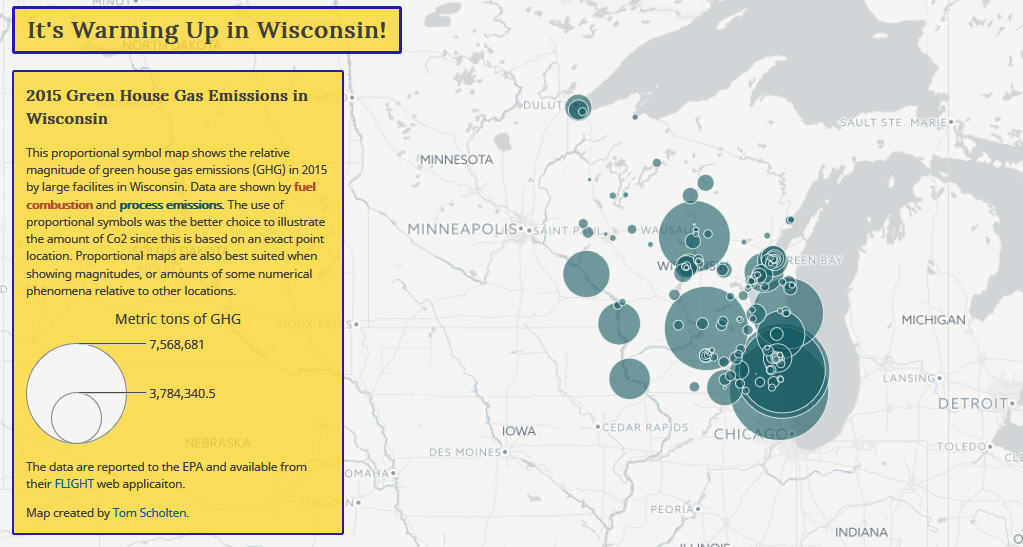 It's Warming Up in Wisconsin!
NORTH DAKOTA
2015 Green House Gas Emissions in
Wisconsin
This proportional symbol map shows the relative
magnitude of green house gas emissions (GHG) in 2015
by large facilites in Wisconsin. Data are shown by fuel
combustion and process emissions. The use of
proportional symbols was the better choice to illustrate
the amount of Co2 since this is based on an exact point
location. Proportional maps are also best suited when
showing magnitudes, or amounts of some numerical
phenomena relative to other locations.
SOUTH DAKOTA
Metric tons of GHG
7,568,681
3,784,340.5
NEBRASKA
The data are reported to the EPA and available from
their FLIGHT web applicaiton.
Map created by Tom Scholten.
FARGO
DULUT
SAULT STE. MARIE
MINNESOTA
MINNEAPOLIS
SAINT PAUL
WAUSAU
WISCONSIN
REEN BAY
SIOUX FALLS
MICHIGAN
LANSING
DETROIT
IOWA
CEDAR RAPIDS
CHICAGO
DES MOINES
TOLEDO
CLE
OMAHA
LINCOLN
PEORIA
INDIANA
ILLINOIS